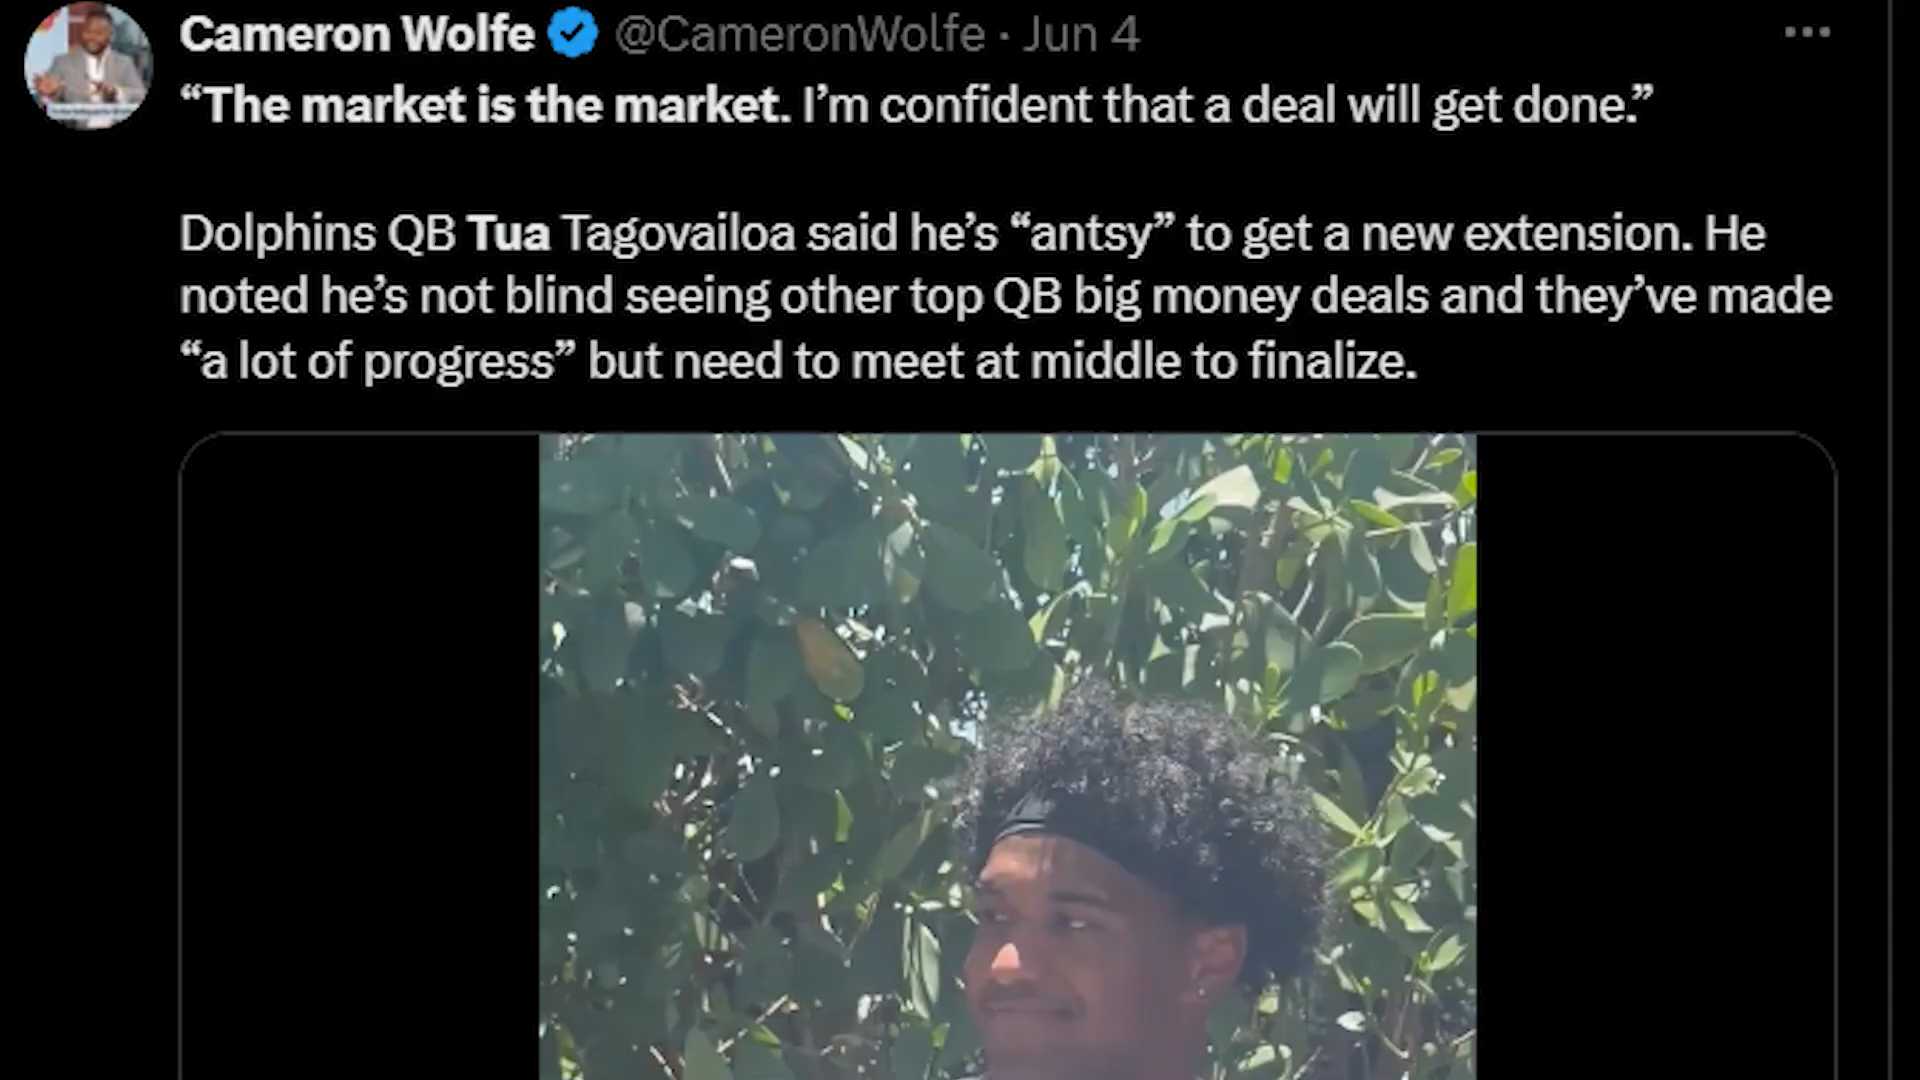 Cameron Wolfe @CameronWolfe · Jun 4
“The market is the market. I’m confident that a deal will get done.”
Dolphins QB Tua Tagovailoa said he’s “antsy” to get a new extension. He
noted he’s not blind seeing other top QB big money deals and they’ve made
“a lot of progress” but need to meet at middle to finalize.